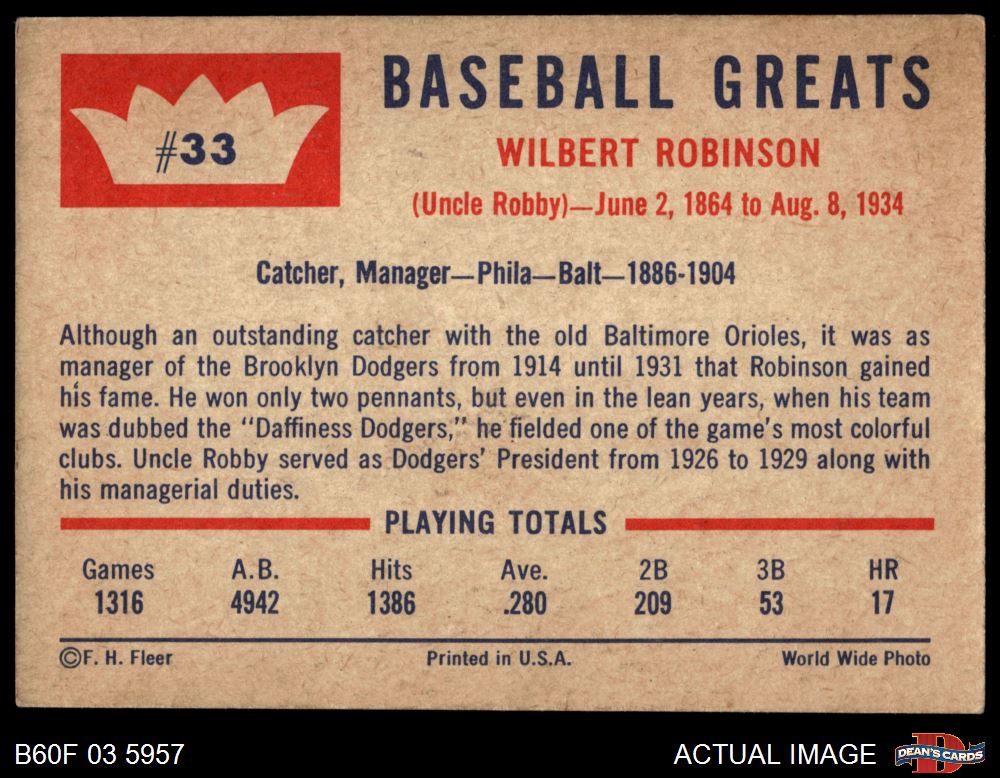 #33
BASEBALL GREATS
WILBERT ROBINSON
(Uncle Robby)—June 2, 1864 to Aug. 8, 1934
Catcher, Manager—Phila—Balt—1886-1904
Although an outstanding catcher with the old Baltimore Orioles, it was as
manager of the Brooklyn Dodgers from 1914 until 1931 that Robinson gained
his fame. He won only two pennants, but even in the lean years, when his team
was dubbed the "Daffiness Dodgers," he fielded one of the game's most colorful
clubs. Uncle Robby served as Dodgers' President from 1926 to 1929 along with
his managerial duties.
PLAYING TOTALS
Games A.B. Hits Ave. 2B 3B HR
1316 4942 1386 .280 209 53 17
©F. H. Fleer Printed in U.S.A. World Wide Photo
B60F 03 5957 ACTUAL IMAGE DEAN'S CARDS